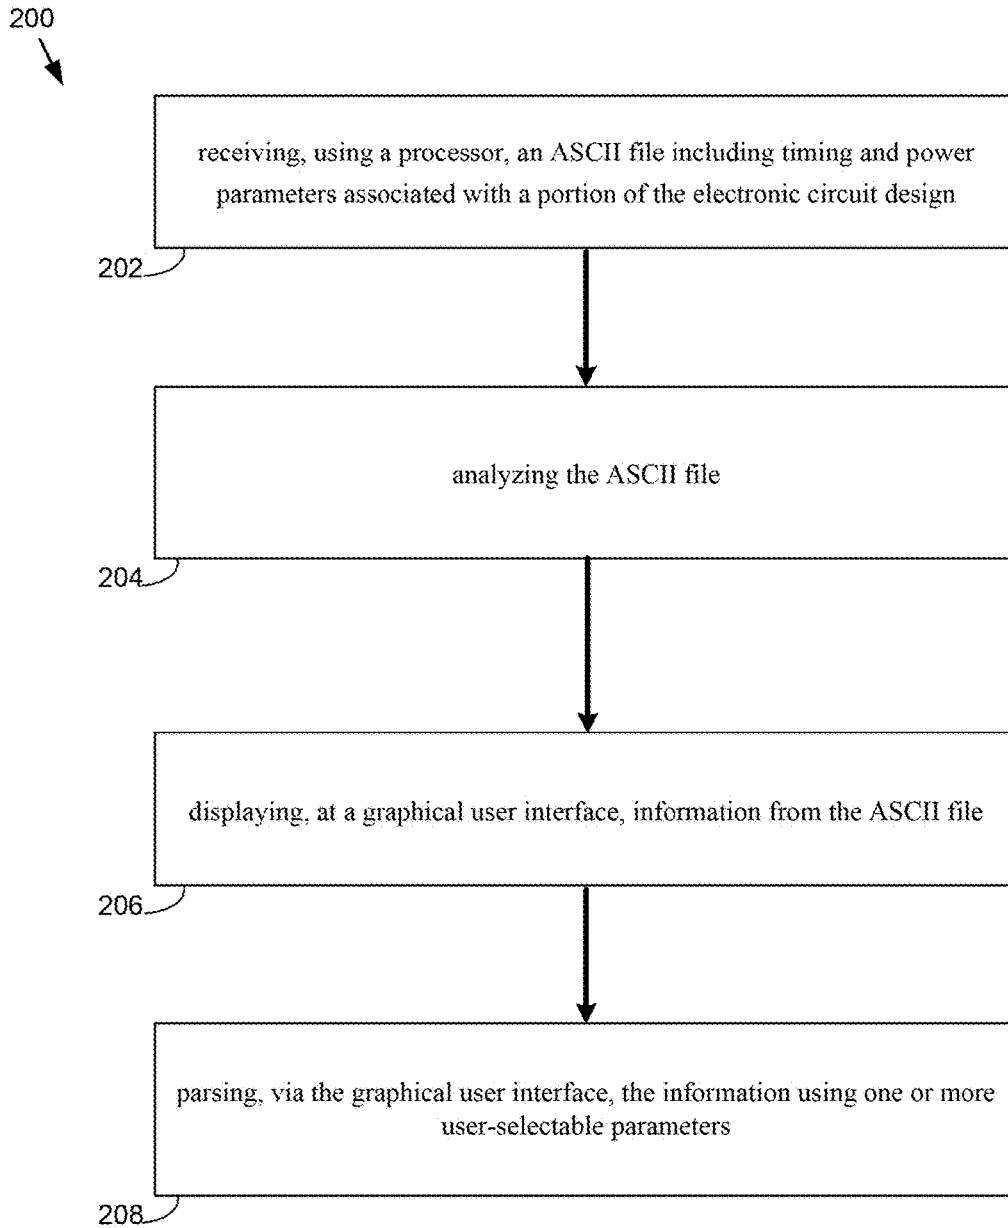 200
receiving, using a processor, an ASCII file including timing and power
parameters associated with a portion of the electronic circuit design
202
analyzing the ASCII file
204
displaying, at a graphical user interface, information from the ASCII file
206
parsing, via the graphical user interface, the information using one or more
user-selectable parameters
208